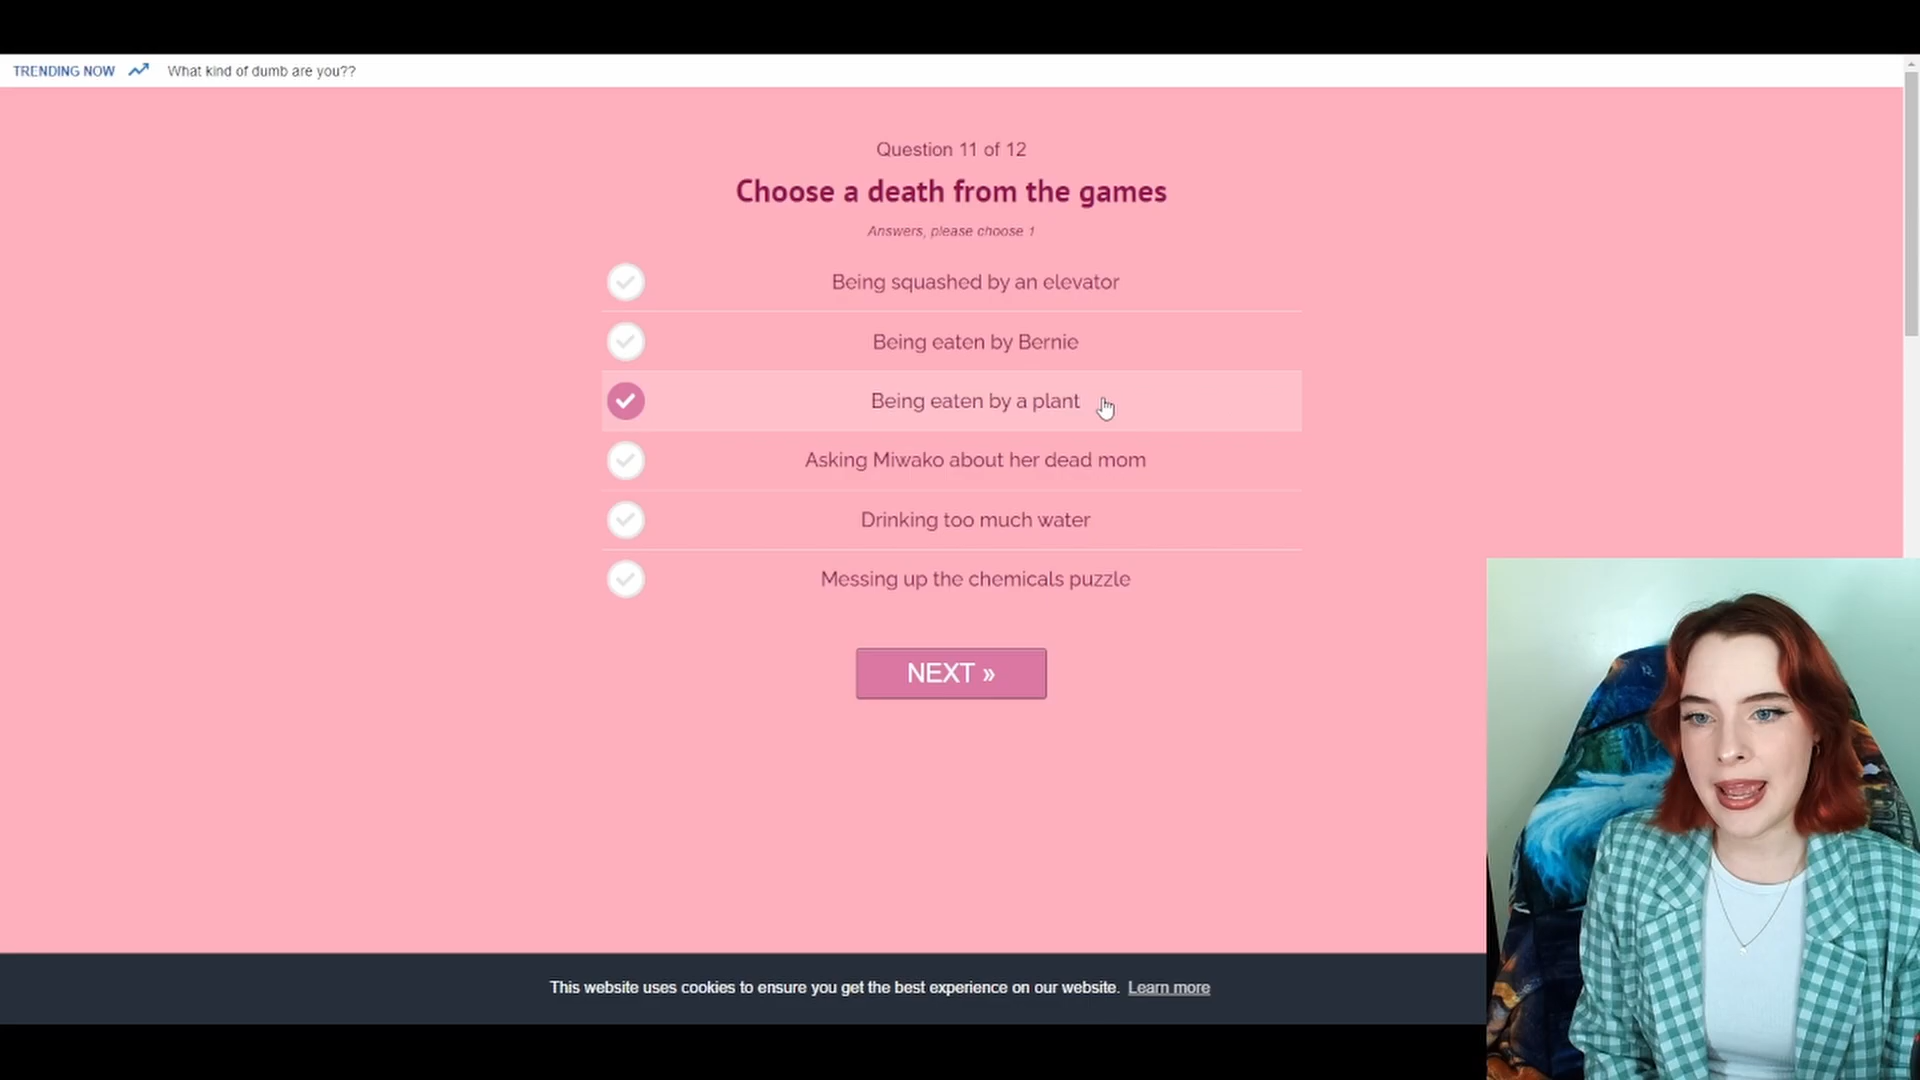 TRENDING NOW What kind of dumb are you??
Question 11 of 12
Choose a death from the games
Answers, please choose 1
Being squashed by an elevator
Being eaten by Bernie
Being eaten by a plant
Asking Miwako about her dead mom
Drinking too much water
Messing up the chemicals puzzle
NEXT »
This website uses cookies to ensure you get the best experience on our website. Learn more